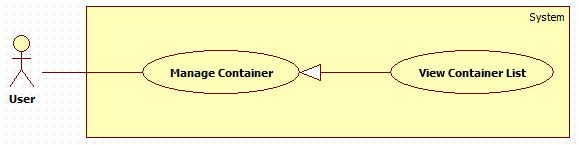 System
Manage Container
View Container List
User